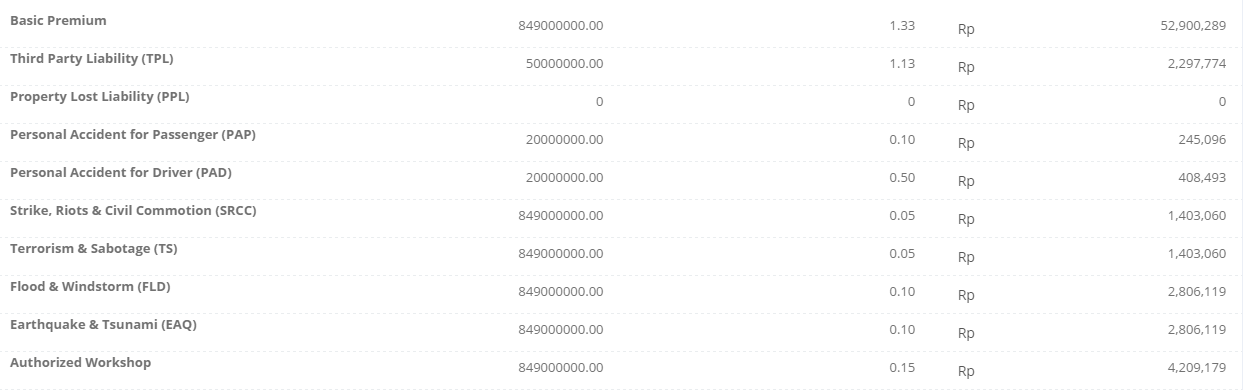 Basic Premium 849000000.00 1.33 Rp 52,900,289
Third Party Liability (TPL) 50000000.00 1.13 Rp 2,297,774
Property Lost Liability (PPL) 0 0 Rp 0
Personal Accident for Passenger (PAP) 20000000.00 0.10 Rp 245,096
Personal Accident for Driver (PAD) 20000000.00 0.50 Rp 408,493
Strike, Riots & Civil Commotion (SRCC) 849000000.00 0.05 Rp 1,403,060
Terrorism & Sabotage (TS) 849000000.00 0.05 Rp 1,403,060
Flood & Windstorm (FLD) 849000000.00 0.10 Rp 2,806,119
Earthquake & Tsunami (EAQ) 849000000.00 0.10 Rp 2,806,119
Authorized Workshop 849000000.00 0.15 Rp 4,209,179